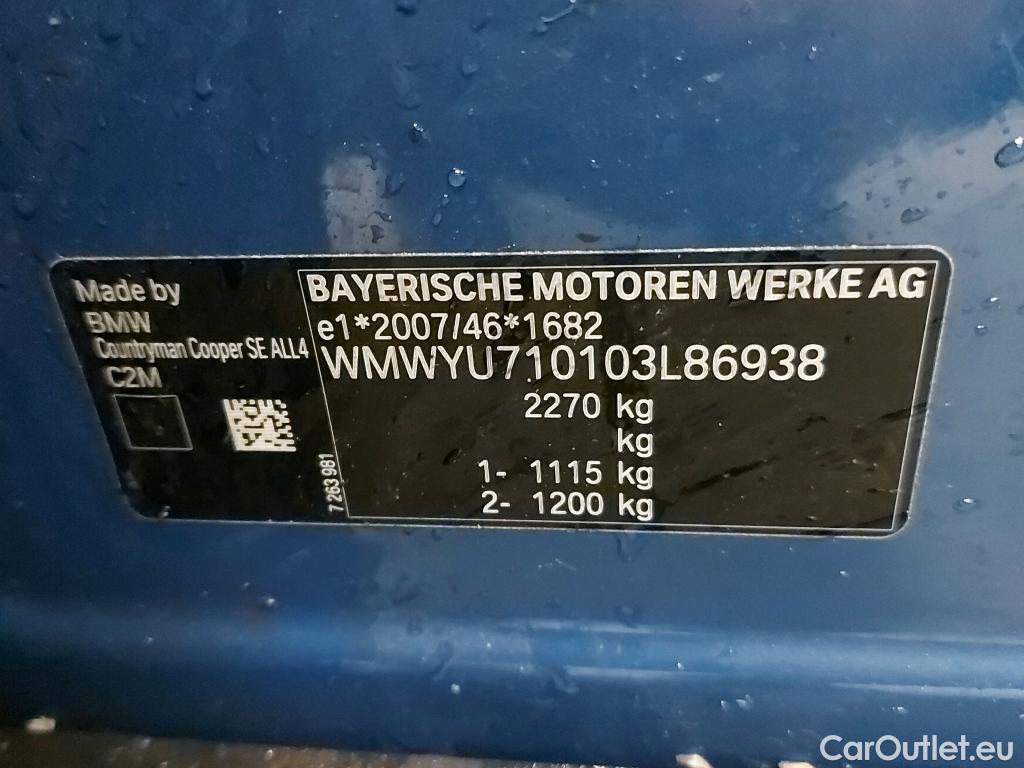 Made by
BMW
Countryman Cooper SE ALL4
C2M
7 263 981
BAYERISCHE MOTOREN WERKE AG
e1*2007/46*1682
WMWYU710103L86938
2270 kg
kg
1- 1115 kg
2- 1200 kg
CarOutlet.eu